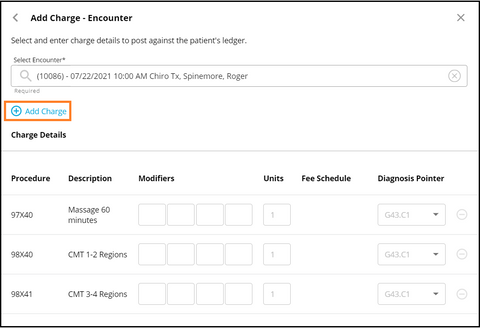 Add Charge - Encounter
Select and enter charge details to post against the patient's ledger.
Select Encounter*
(10086) - 07/22/2021 10:00 AM Chiro Tx, Spinemore, Roger
Required
Add Charge
Charge Details
Procedure Description Modifiers Units Fee Schedule Diagnosis Pointer
97X40 Massage 60 minutes 1 G43.C1
98X40 CMT 1-2 Regions 1 G43.C1
98X41 CMT 3-4 Regions 1 G43.C1